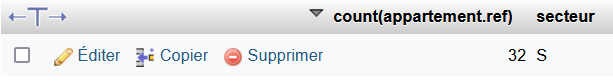 count(appartement.ref) secteur
Éditer Copier Supprimer 32 S